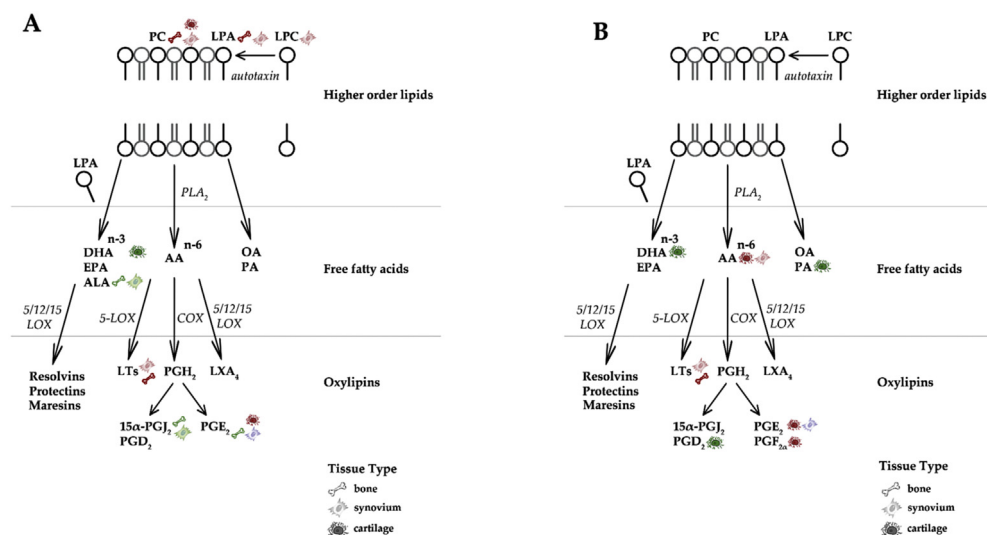 A
PC
LPA
LPC
autotaxin
Higher order lipids
LPA
PLA2
n-3
DHA
EPA
ALA
n-6
AA
OA
PA
Free fatty acids
5/12/15
LOX
5-LOX
COX
5/12/15
LOX
Resolvins
Protectins
Maresins
LTs
PGH2
LXA4
Oxylipins
15α-PGJ2
PGD2
PGE2
Tissue Type
bone
synovium
cartilage
B
PC
LPA
LPC
autotaxin
Higher order lipids
LPA
PLA2
n-3
DHA
EPA
n-6
AA
OA
PA
Free fatty acids
5/12/15
LOX
5-LOX
COX
5/12/15
LOX
Resolvins
Protectins
Maresins
LTs
PGH2
LXA4
Oxylipins
15α-PGJ2
PGD2
PGE2
PGF2α
Tissue Type
bone
synovium
cartilage